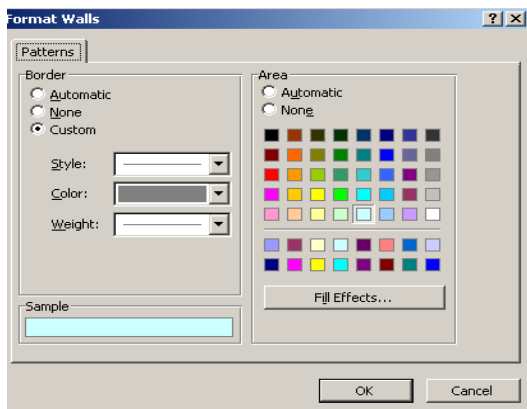 Format Walls
Patterns
Border
Automatic
None
Custom
Style:
Color:
Weight:
Sample
Area
Automatic
None
Fill Effects...
OK
Cancel